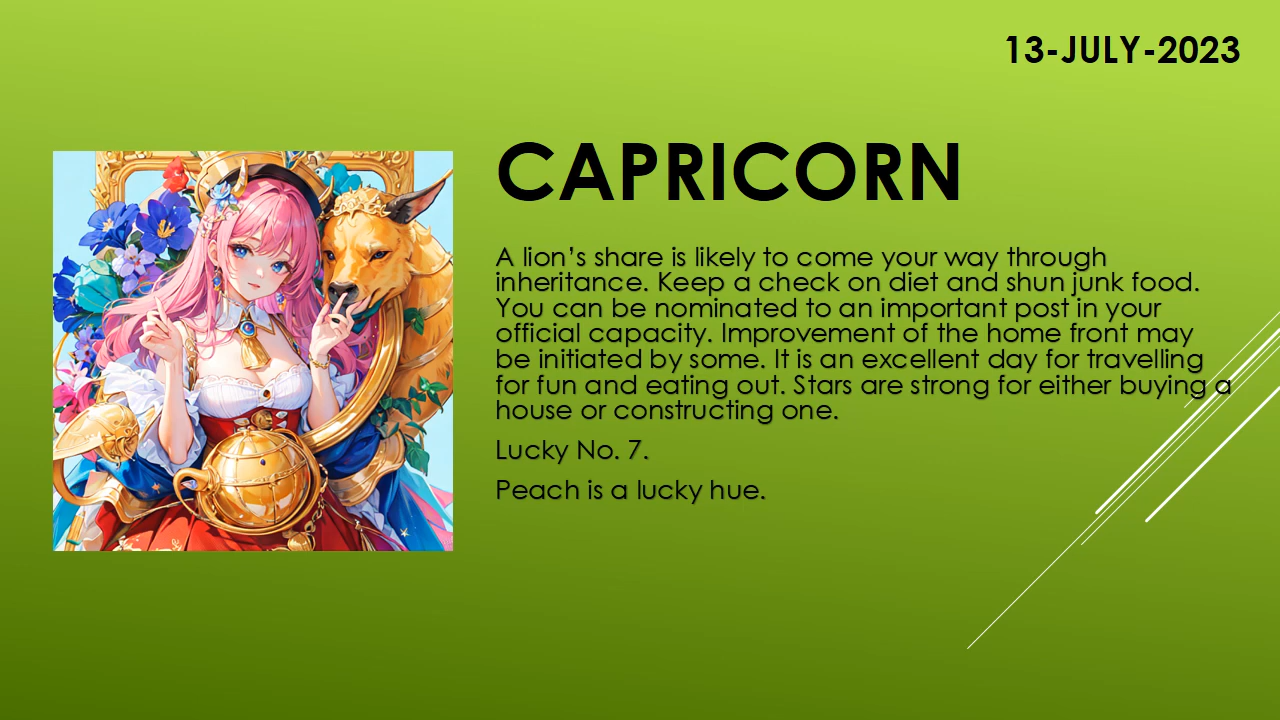 13-JULY-2023
CAPRICORN
A lion’s share is likely to come your way through
inheritance. Keep a check on diet and shun junk food.
You can be nominated to an important post in your
official capacity. Improvement of the home front may
be initiated by some. It is an excellent day for travelling
for fun and eating out. Stars are strong for either buying a
house or constructing one.
Lucky No. 7.
Peach is a lucky hue.